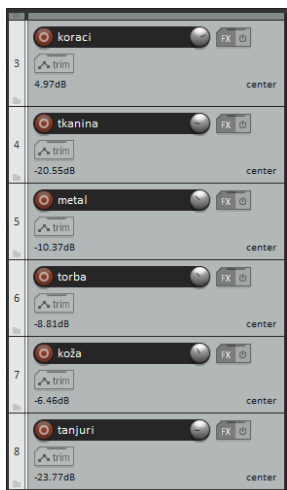 koraci FX
3 trim
4.97dB center
tkanina FX
4 trim
-20.55dB center
metal FX
5 trim
-10.37dB center
torba FX
6 trim
-8.81dB center
koža FX
7 trim
-6.46dB center
tanjuri FX
8 trim
-23.77dB center